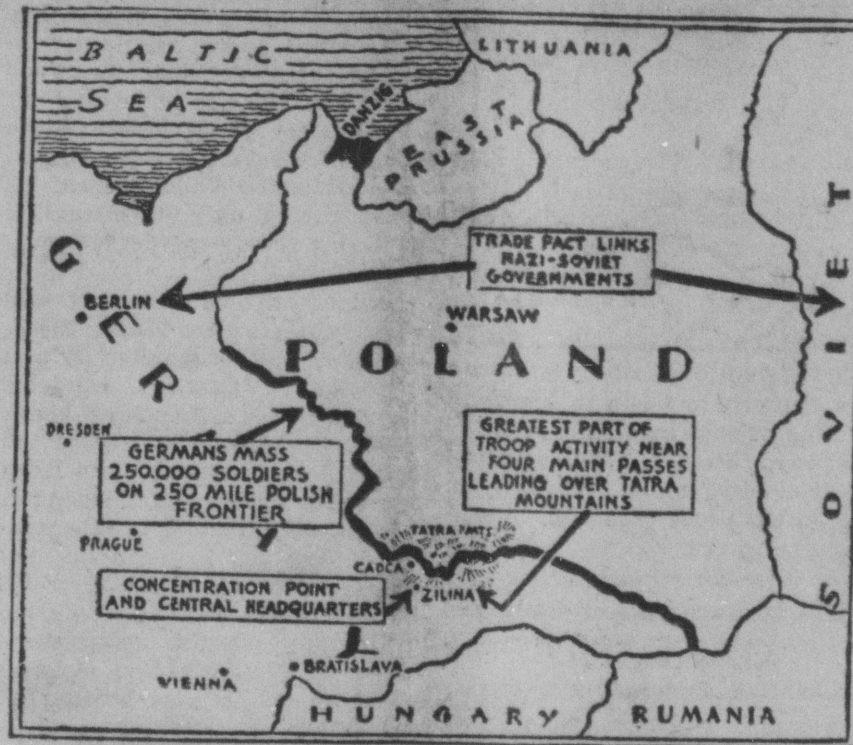 BALTIC
SEA
LITHUANIA
DANZIG
EAST
PRUSSIA
TRADE PACT LINKS
NAZI-SOVIET
GOVERNMENTS
BERLIN
GER
WARSAW
POLAND
SOVIET
DRESDEN
GERMANS MASS
250.000 SOLDIERS
ON 250 MILE POLISH
FRONTIER
GREATEST PART OF
TROOP ACTIVITY NEAR
FOUR MAIN PASSES
LEADING OVER TATRA
MOUNTAINS
PRAGUE
Y
TATRA
CADCA
ZILINA
CONCENTRATION POINT
AND CENTRAL HEADQUARTERS
BRATISLAVA
VIENNA
HUNGARY
RUMANIA